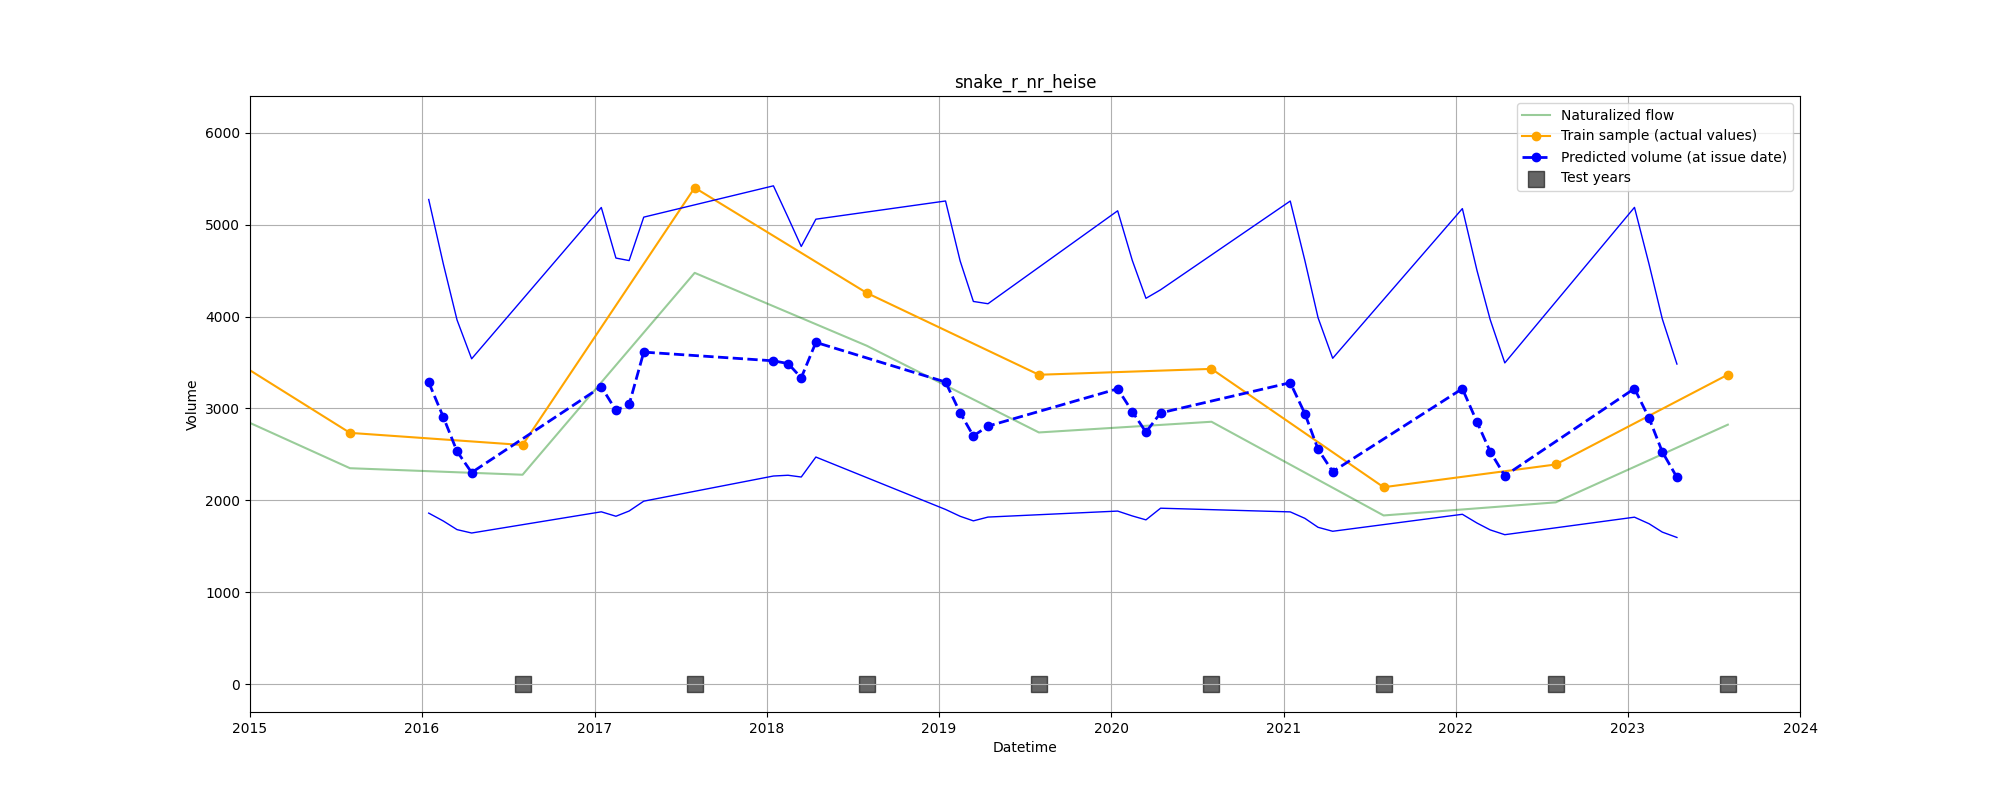 snake_r_nr_heise
Naturalized flow
Train sample (actual values)
Predicted volume (at issue date)
Test years
Volume
6000
5000
4000
3000
2000
1000
0
2015 2016 2017 2018 2019 2020 2021 2022 2023 2024
Datetime